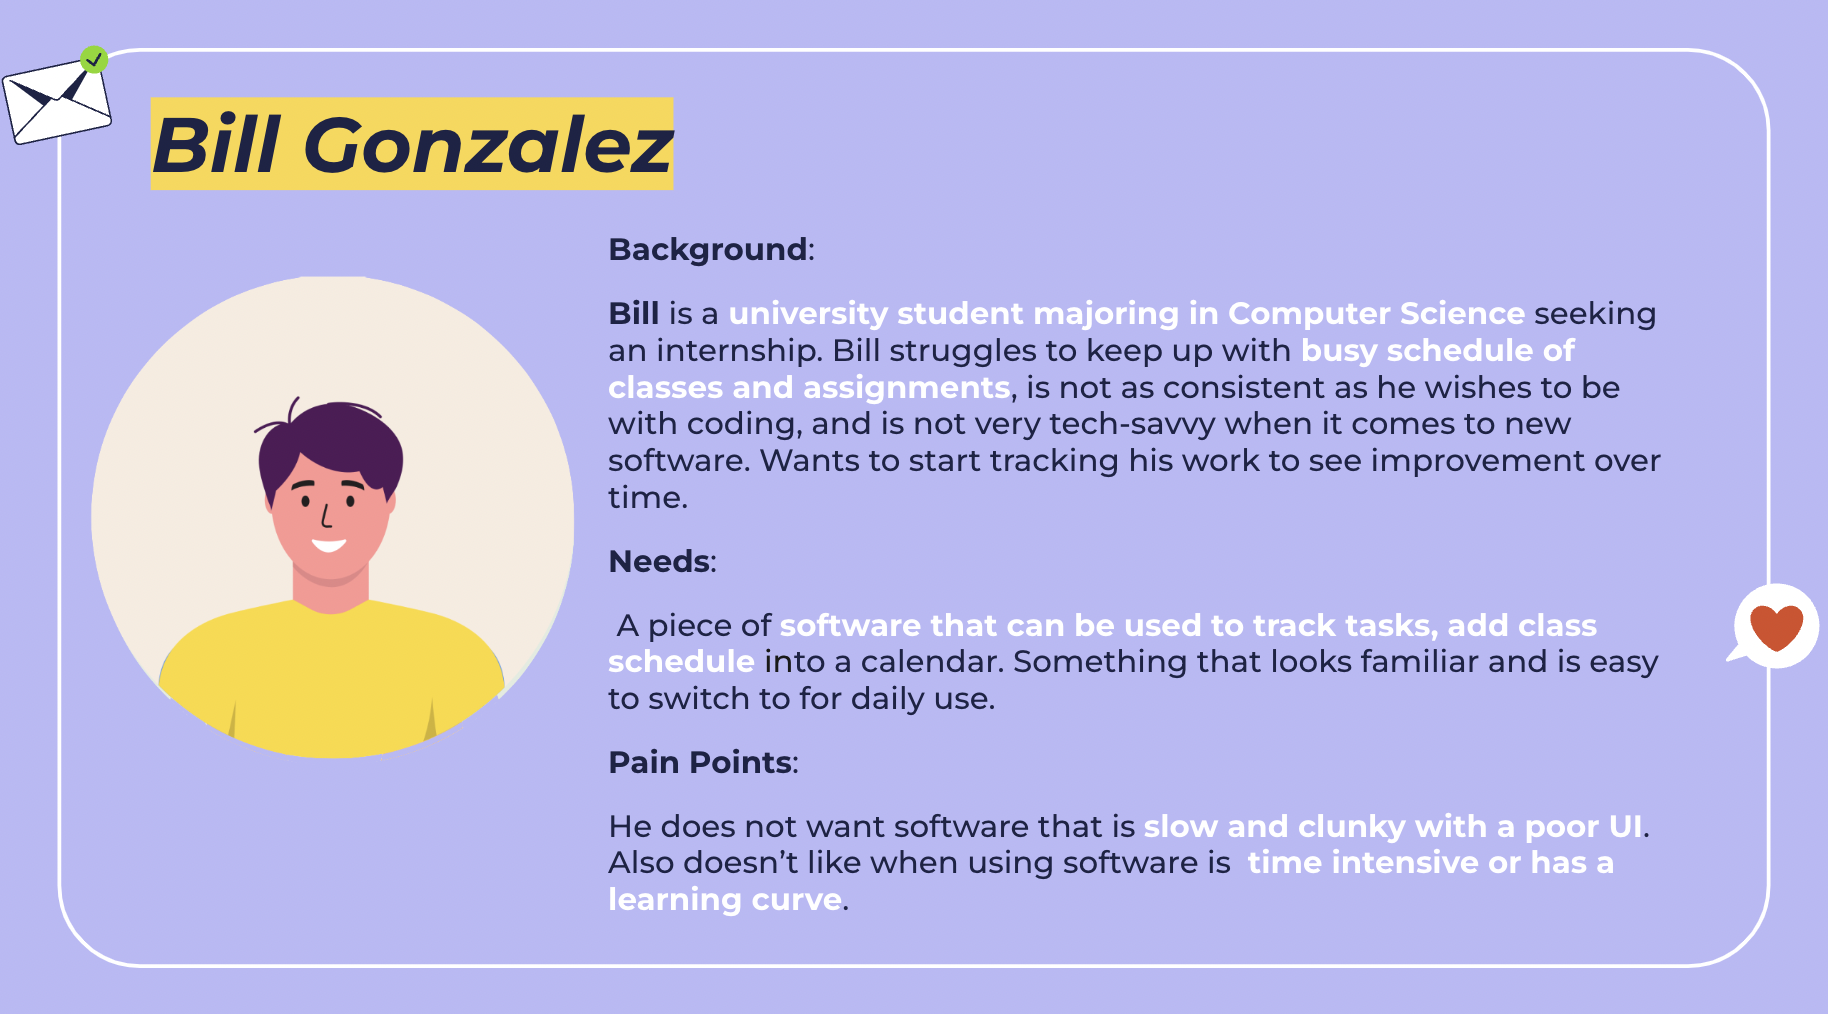 Bill Gonzalez
Background:
Bill is a university student majoring in Computer Science seeking
an internship. Bill struggles to keep up with busy schedule of
classes and assignments, is not as consistent as he wishes to be
with coding, and is not very tech-savvy when it comes to new
software. Wants to start tracking his work to see improvement over
time.
Needs:
A piece of software that can be used to track tasks, add class
schedule into a calendar. Something that looks familiar and is easy
to switch to for daily use.
Pain Points:
He does not want software that is slow and clunky with a poor UI.
Also doesn’t like when using software is  time intensive or has a
learning curve.